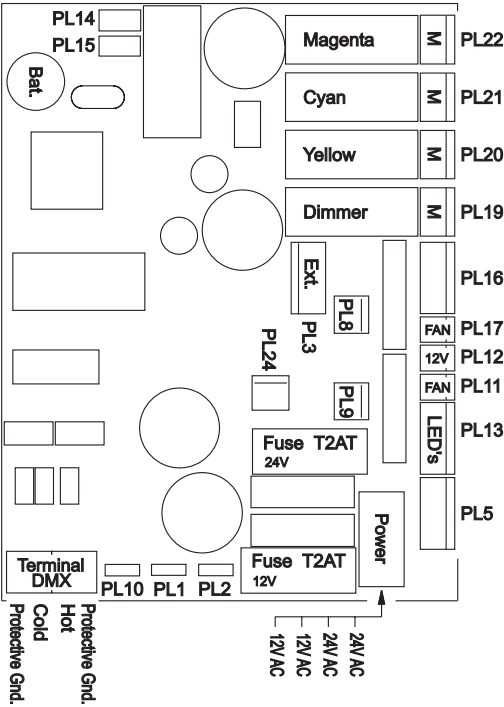 PL14
PL15
Bat.
Magenta
M
PL22
Cyan
M
PL21
Yellow
M
PL20
Dimmer
M
PL19
Ext.
PL3
PL8
PL16
FAN
PL17
12V
PL12
FAN
PL11
PL24
PL9
LED's
PL13
Fuse T2AT
24V
Power
PL5
Fuse T2AT
12V
Terminal
DMX
PL10
PL1
PL2
Protective Gnd.
Cold
Hot
Protective Gnd.
12V AC
12V AC
24V AC
24V AC